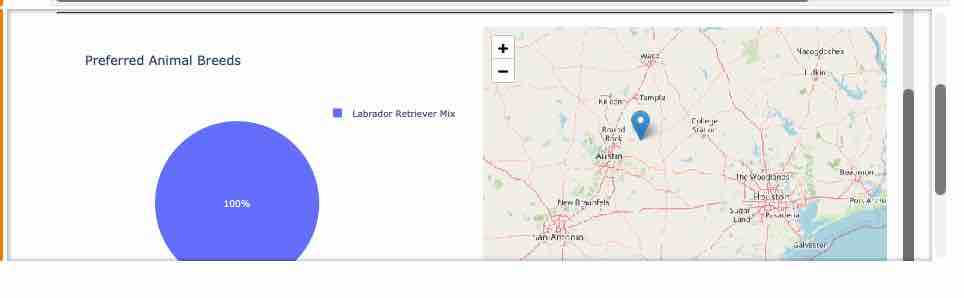 Preferred Animal Breeds
Labrador Retriever Mix
100%
+
−
Waco
Nacogdoches
Lufkin
Killeen
Temple
College
Station
Round
Rock
Austin
The Woodlands
Houston
Beaumont
Port Arthur
New Braunfels
Sugar
Land
Pasadena
San Antonio
Galveston